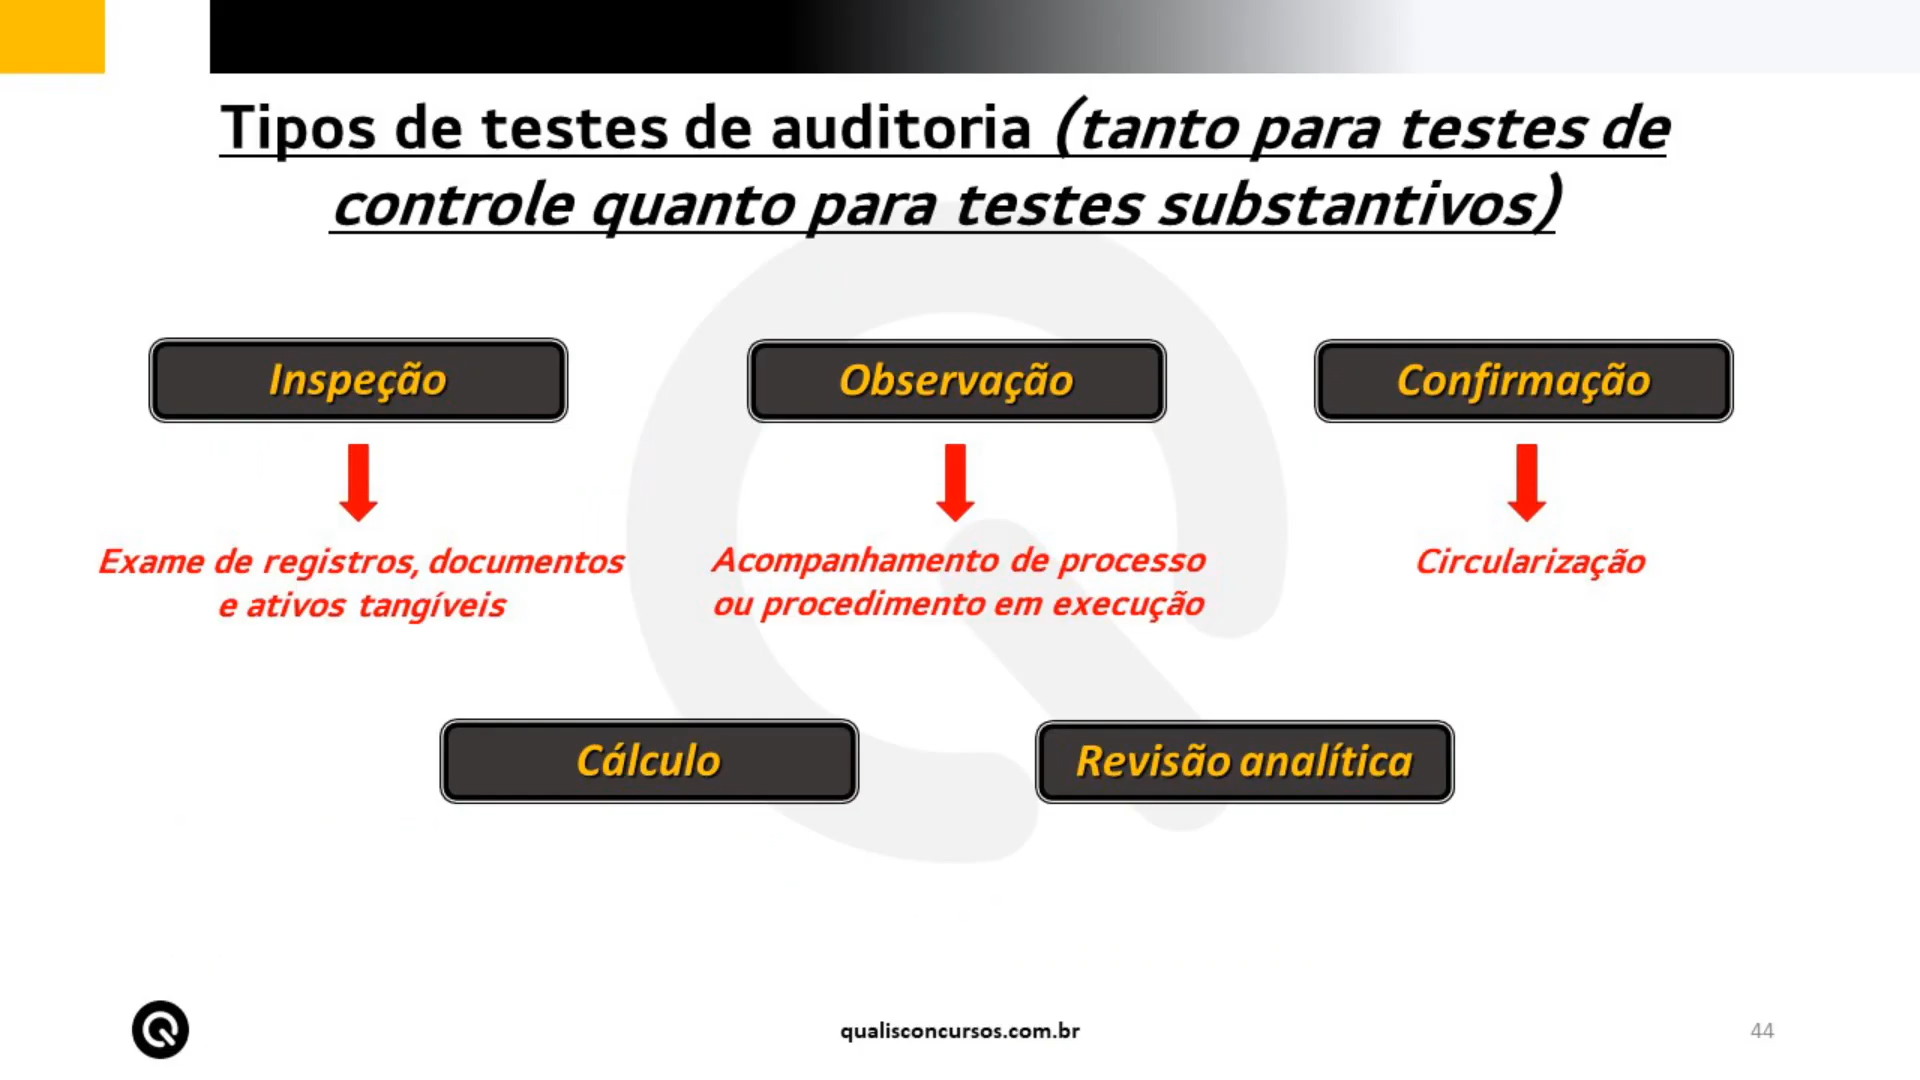 Tipos de testes de auditoria (tanto para testes de
controle quanto para testes substantivos)
Inspeção
Observação
Confirmação
Exame de registros, documentos
e ativos tangíveis
Acompanhamento de processo
ou procedimento em execução
Circularização
Cálculo
Revisão analítica
qualisconcursos.com.br
44